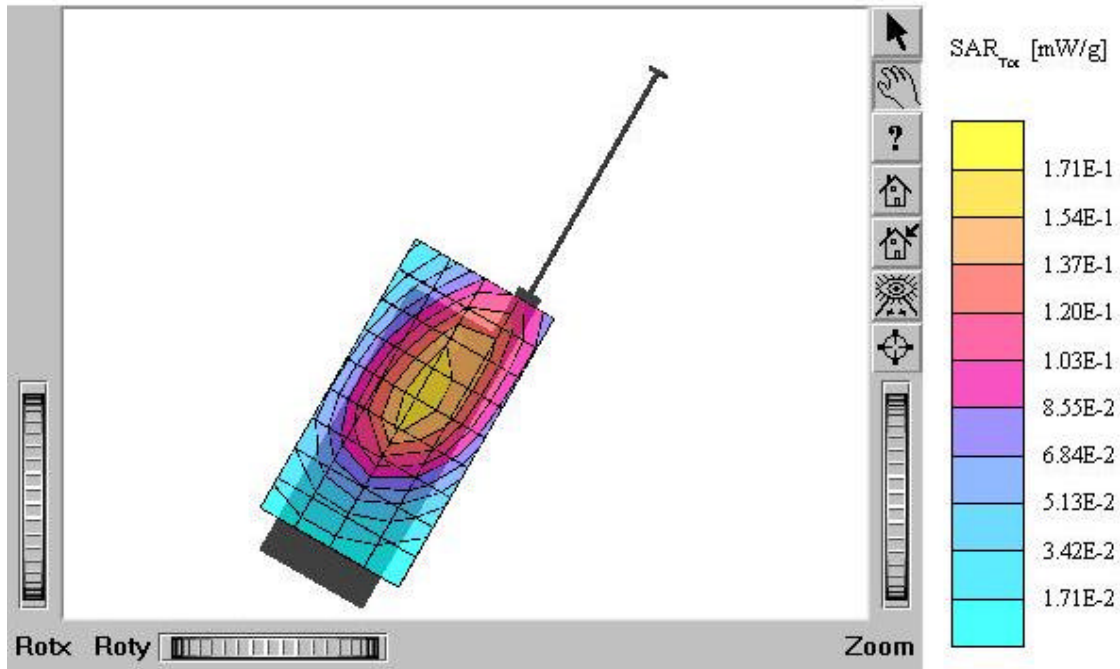 SAR_Tot [mW/g]
?
1.71E-1
1.54E-1
1.37E-1
1.20E-1
1.03E-1
8.55E-2
6.84E-2
5.13E-2
3.42E-2
1.71E-2
Rotx Roty Zoom